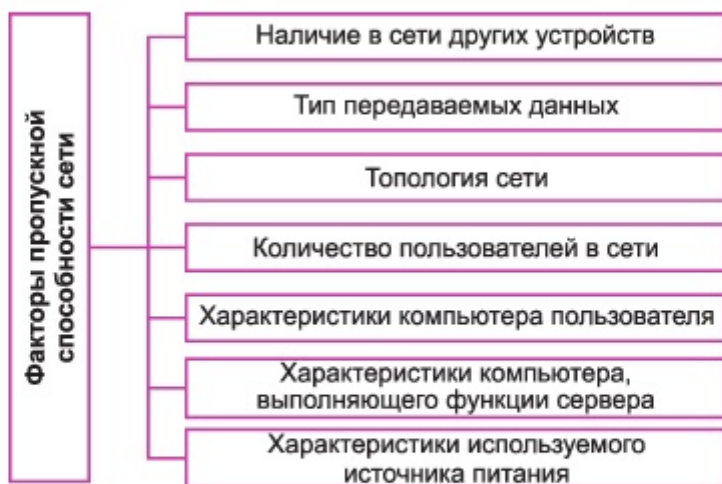 Факторы пропускной
способности сети
Наличие в сети других устройств
Тип передаваемых данных
Топология сети
Количество пользователей в сети
Характеристики компьютера пользователя
Характеристики компьютера,
выполняющего функции сервера
Характеристики используемого
источника питания